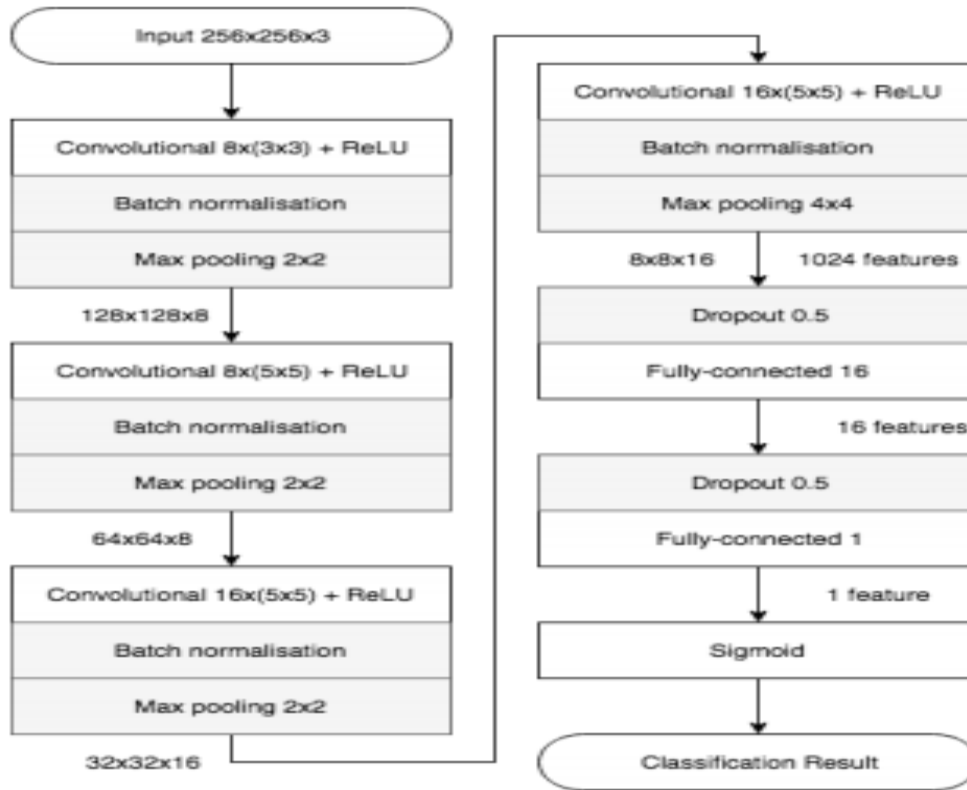 Input 256x256x3
Convolutional 8x(3x3) + ReLU
Batch normalisation
Max pooling 2x2
128x128x8
Convolutional 8x(5x5) + ReLU
Batch normalisation
Max pooling 2x2
64x64x8
Convolutional 16x(5x5) + ReLU
Batch normalisation
Max pooling 2x2
32x32x16
Convolutional 16x(5x5) + ReLU
Batch normalisation
Max pooling 4x4
8x8x16 1024 features
Dropout 0.5
Fully-connected 16
16 features
Dropout 0.5
Fully-connected 1
1 feature
Sigmoid
Classification Result